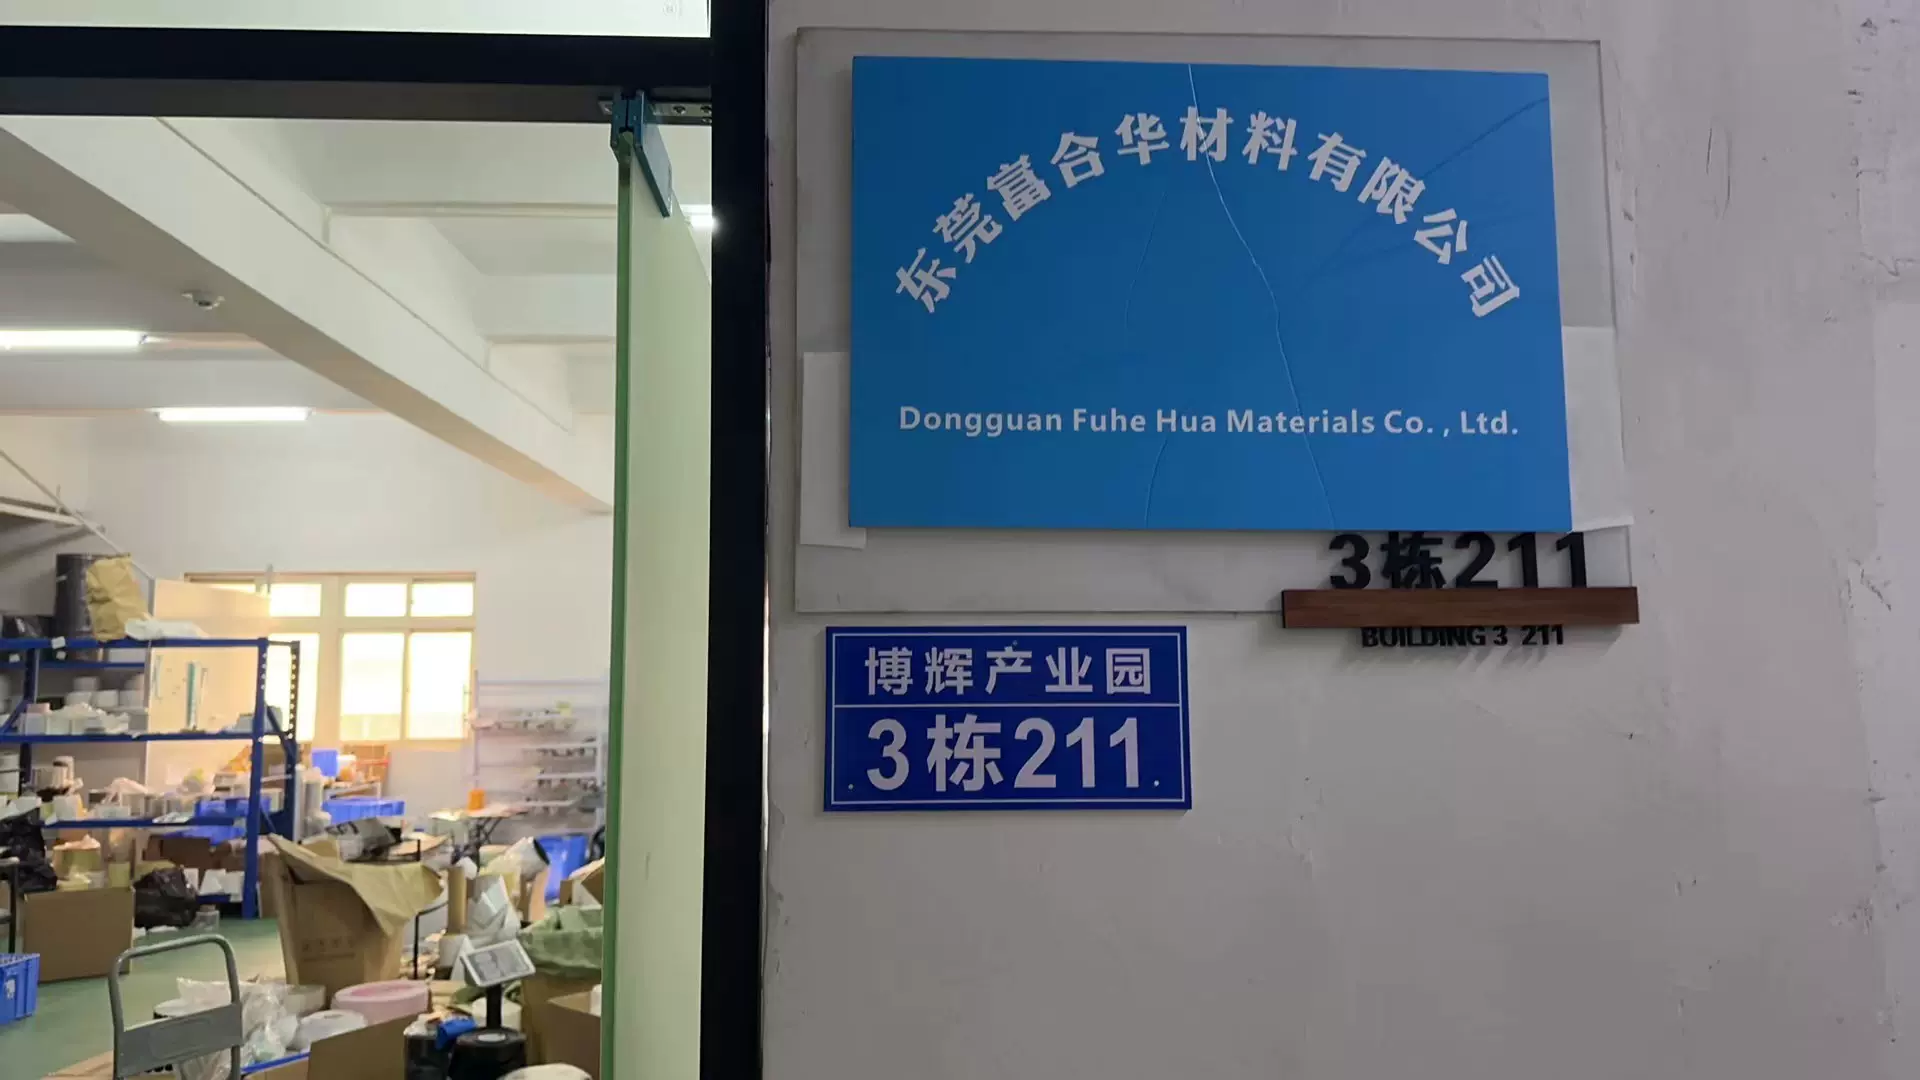 东莞富合华材料有限公司
Dongguan Fuhe Hua Materials Co., Ltd.
3栋211
BUILDING 3 211
博辉产业园
3栋211